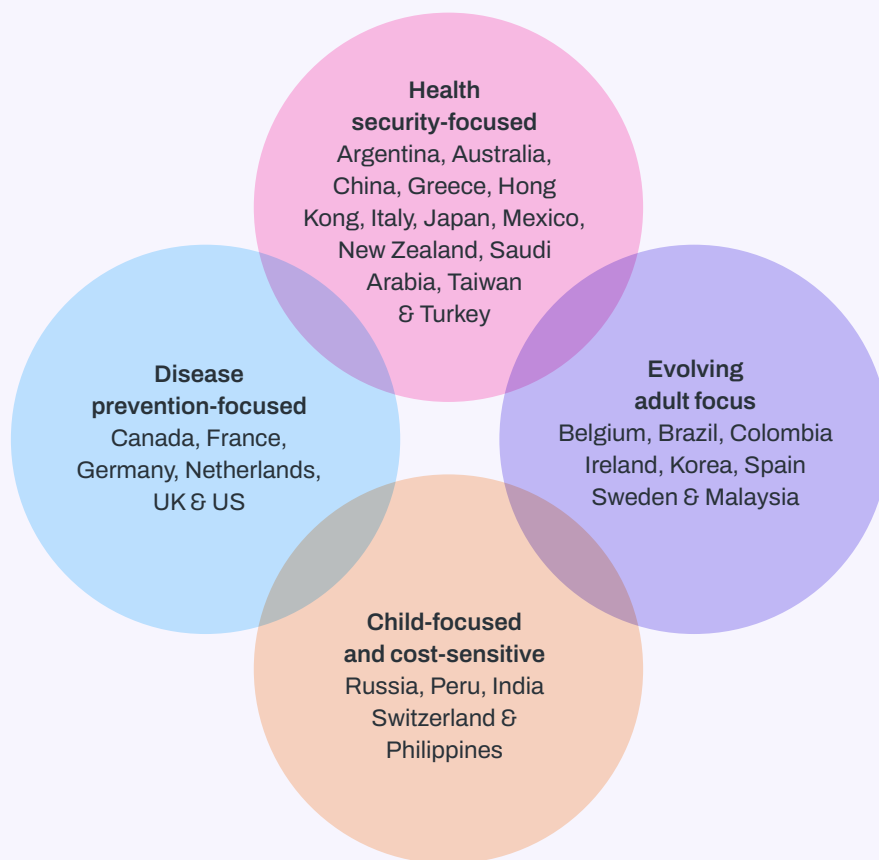 Health
security-focused
Argentina, Australia,
China, Greece, Hong
Kong, Italy, Japan, Mexico,
New Zealand, Saudi
Arabia, Taiwan
& Turkey
Disease
prevention-focused
Canada, France,
Germany, Netherlands,
UK & US
Evolving
adult focus
Belgium, Brazil, Colombia
Ireland, Korea, Spain
Sweden & Malaysia
Child-focused
and cost-sensitive
Russia, Peru, India
Switzerland &
Philippines